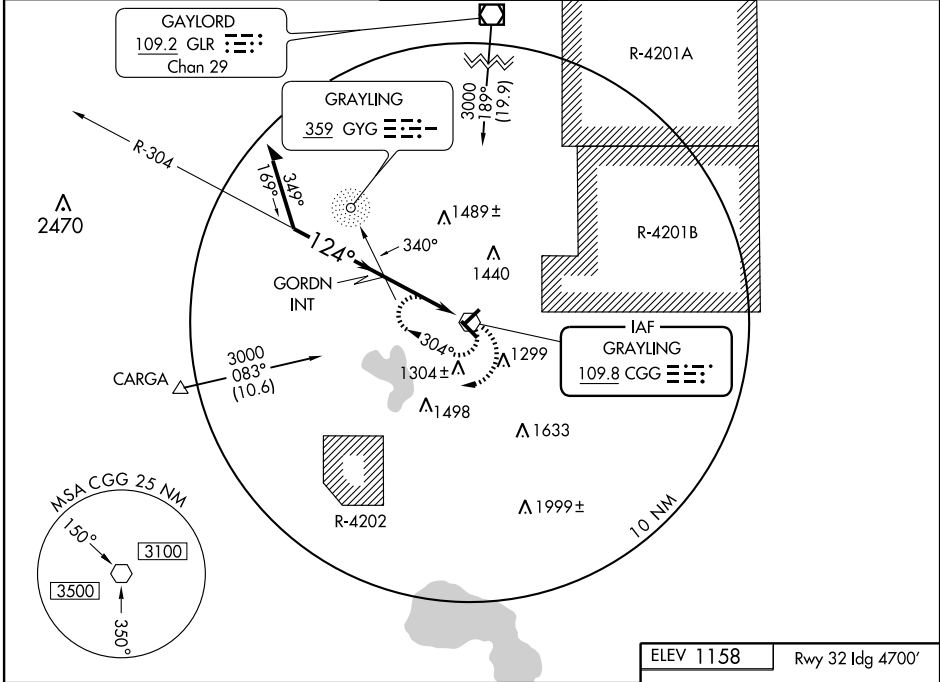 GAYLORD
109.2 GLR
Chan 29
R-4201A
GRAYLING
359 GYG
3000
189°
(19.9)
R-304
349°
169°
2470
1489±
R-4201B
124°
340°
1440
GORDN
INT
IAF
GRAYLING
109.8 CGG
304°
1299
1304±
3000
083°
(10.6)
CARGA
1498
1633
1999±
R-4202
10 NM
MSA CGG 25 NM
150°
3100
3500
350°
ELEV 1158
Rwy 32 ldg 4700'